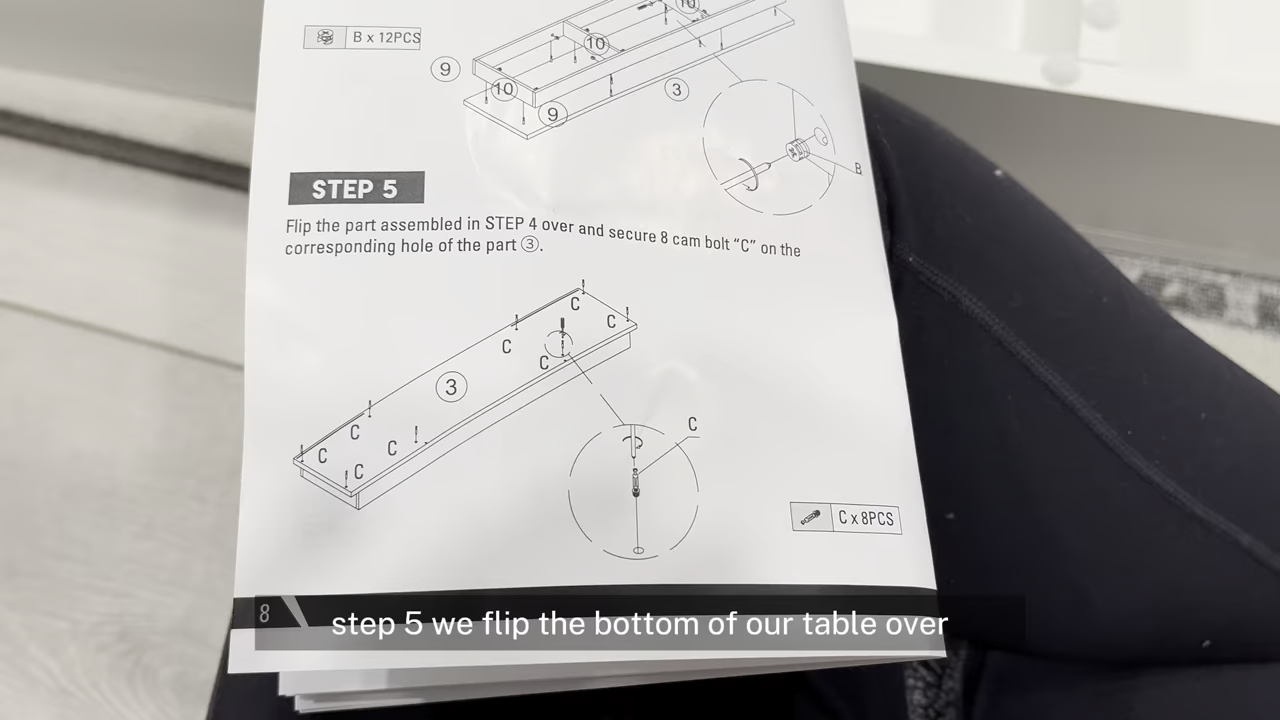 10
B x 12PCS
10
9
10
3
9
B
STEP 5
Flip the part assembled in STEP 4 over and secure 8 cam bolt “C” on the
corresponding hole of the part ③.
C
C
C
C
3
C
C
C
C
C
C x 8PCS
8
step 5 we flip the bottom of our table over